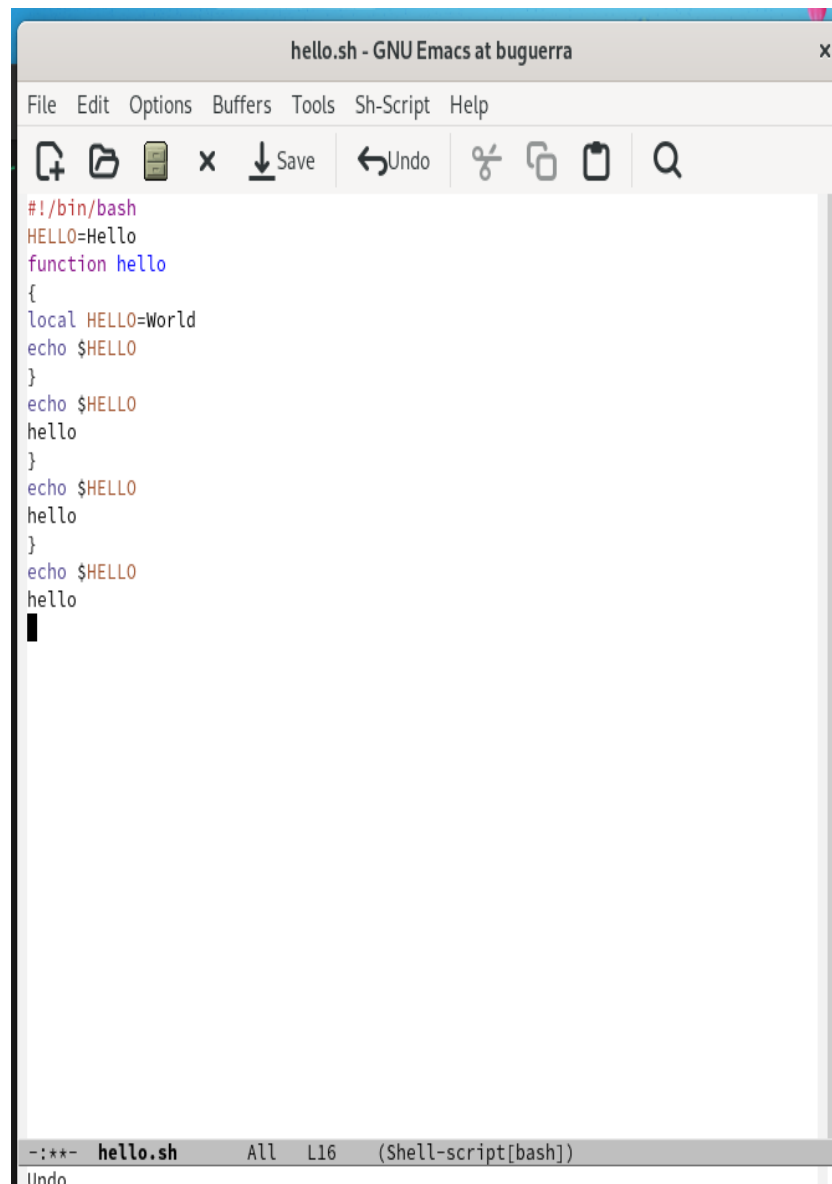 hello.sh - GNU Emacs at buguerra
File Edit Options Buffers Tools Sh-Script Help
Save Undo
#!/bin/bash
HELLO=Hello
function hello
{
local HELLO=World
echo $HELLO
}
echo $HELLO
hello
}
echo $HELLO
hello
}
echo $HELLO
hello
-:**- hello.sh All L16 (Shell-script[bash])
Undo